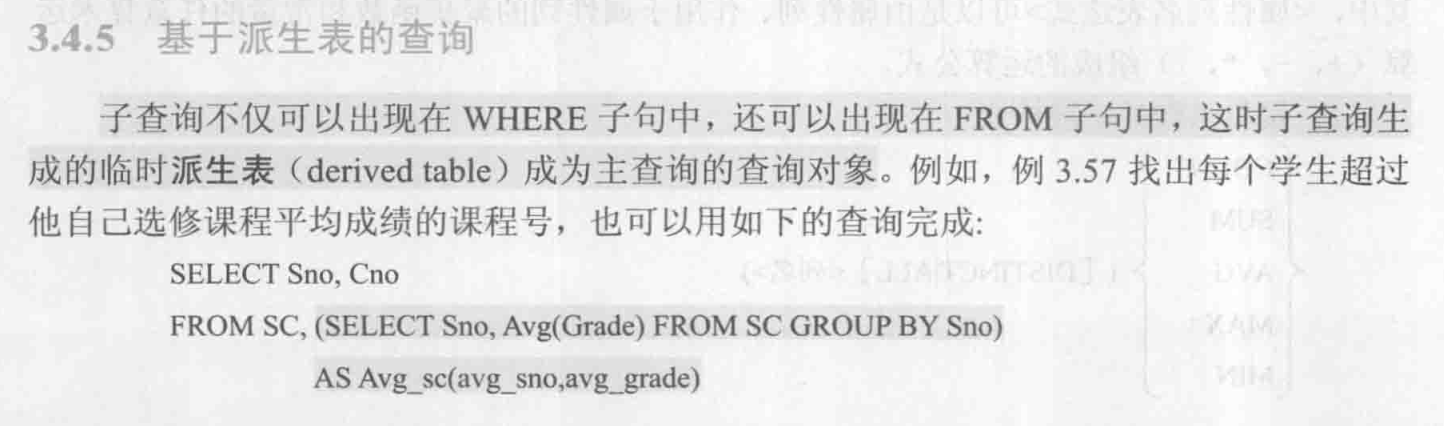 3.4.5 基于派生表的查询
子查询不仅可以出现在 WHERE 子句中，还可以出现在 FROM 子句中，这时子查询生
成的临时派生表（derived table）成为主查询的查询对象。例如，例 3.57 找出每个学生超过
他自己选修课程平均成绩的课程号，也可以用如下的查询完成：
SELECT Sno, Cno
FROM SC, (SELECT Sno, Avg(Grade) FROM SC GROUP BY Sno)
AS Avg_sc(avg_sno,avg_grade)